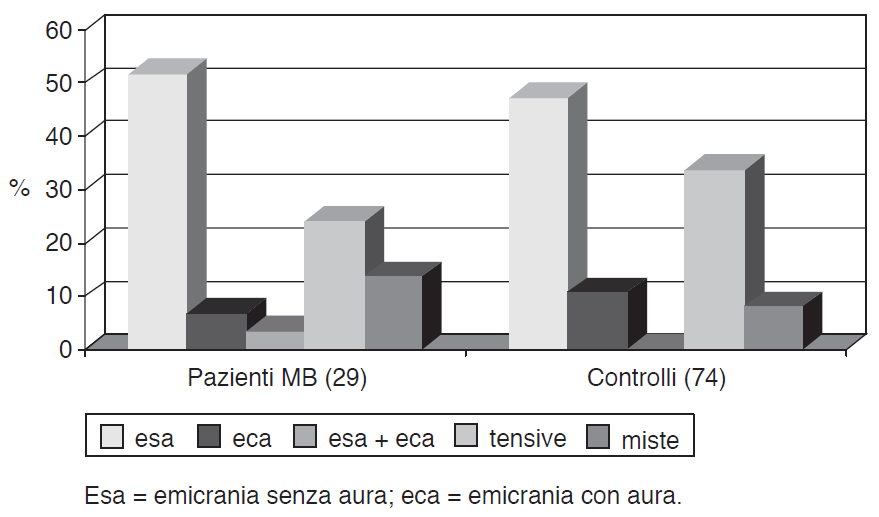 60
50
40
%
30
20
10
0
Pazienti MB (29) Controlli (74)
esa eca esa + eca tensive miste
Esa = emicrania senza aura; eca = emicrania con aura.